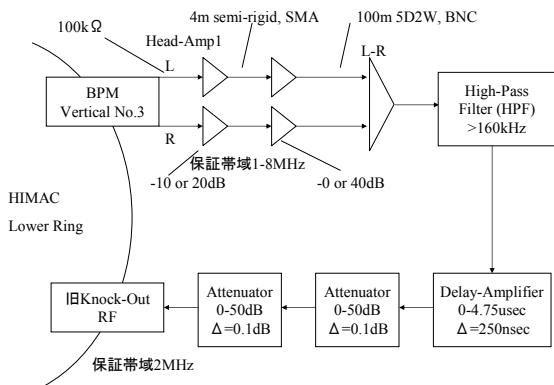 100kΩ
4m semi-rigid, SMA
100m 5D2W, BNC
Head-Amp1
L
L-R
BPM
Vertical No.3
R
High-Pass
Filter (HPF)
>160kHz
保証帯域1-8MHz
-10 or 20dB
-0 or 40dB
HIMAC
Lower Ring
旧Knock-Out
RF
Attenuator
0-50dB
Δ=0.1dB
Attenuator
0-50dB
Δ=0.1dB
Delay-Amplifier
0-4.75usec
Δ=250nsec
保証帯域2MHz